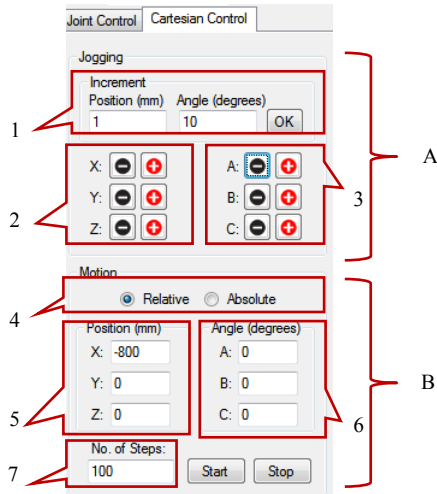 Joint Control Cartesian Control
Jogging
Increment
Position (mm) Angle (degrees)
1 10 OK
1
A
X: A:
3
Y: B:
2
Z: C:
Motion
Relative Absolute
4
Position (mm) Angle (degrees)
X: -800 A: 0
Y: 0 B: 0
B
Z: 0 C: 0
5
6
No. of Steps:
100 Start Stop
7